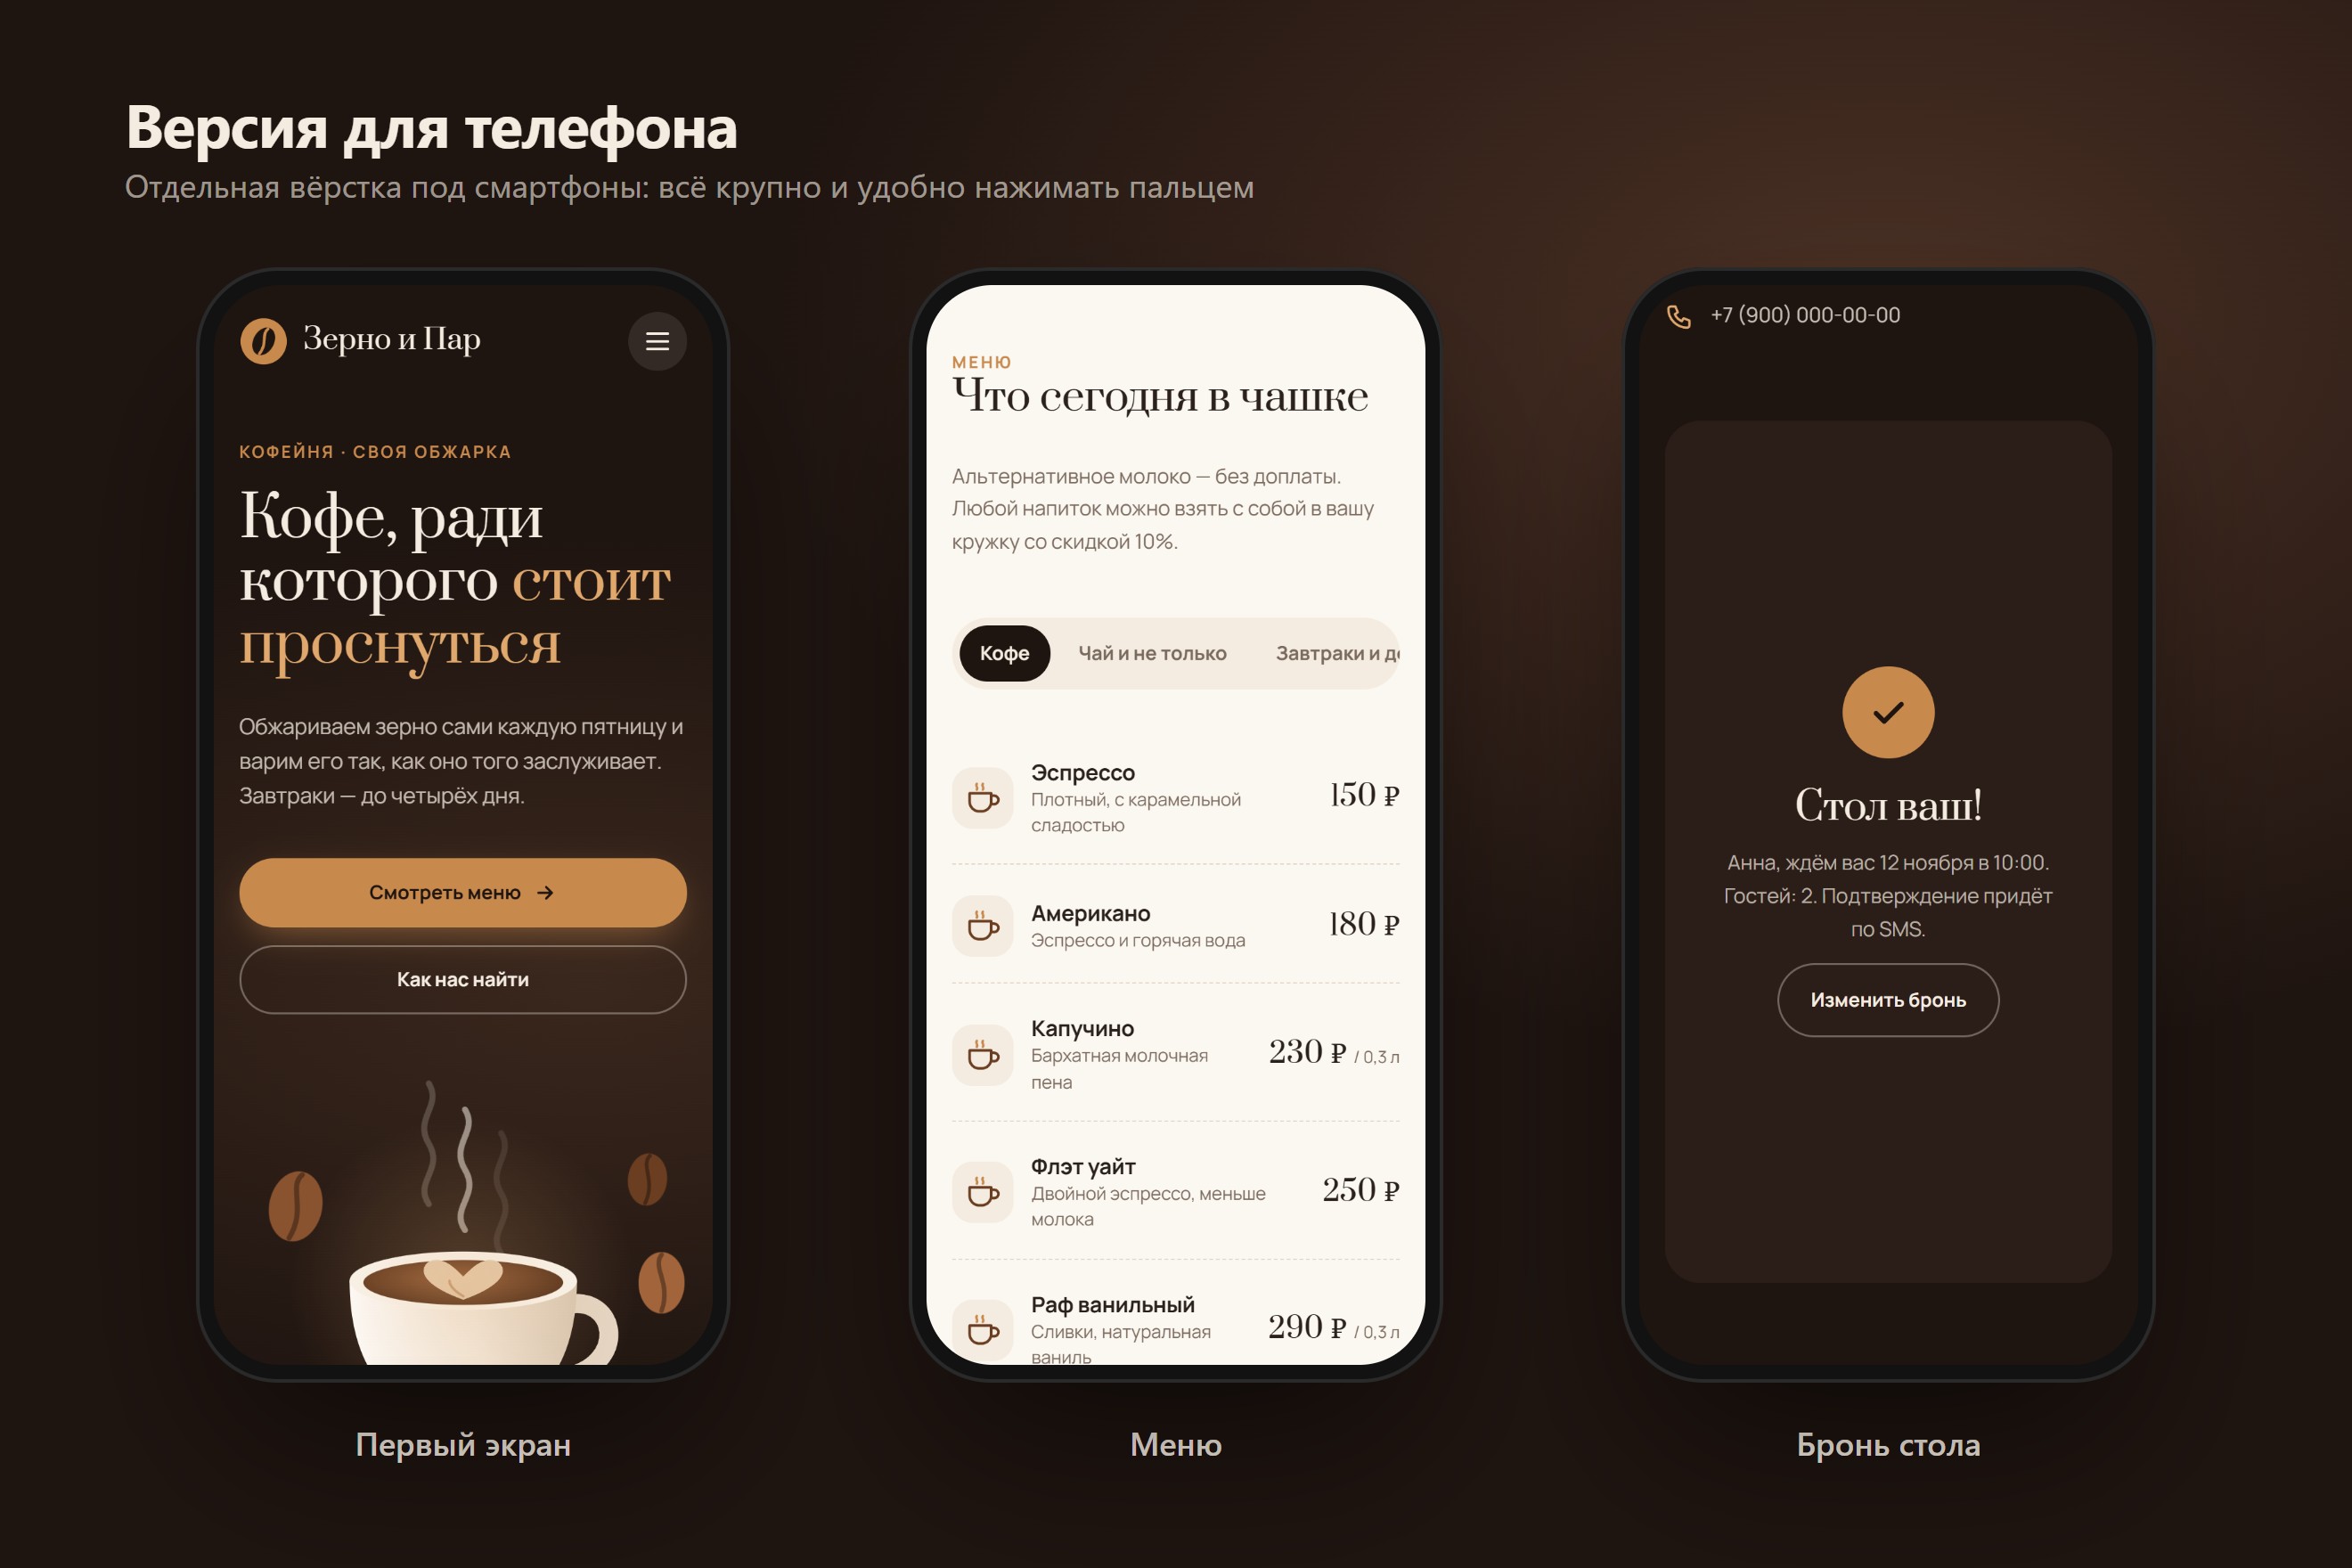 Версия для телефона
Отдельная вёрстка под смартфоны: всё крупно и удобно нажимать пальцем
Зерно и Пар
КОФЕЙНЯ · СВОЯ ОБЖАРКА
Кофе, ради
которого стоит
проснуться
Обжариваем зерно сами каждую пятницу и
варим его так, как оно того заслуживает.
Завтраки — до четырёх дня.
Смотреть меню →
Как нас найти
Первый экран
МЕНЮ
Что сегодня в чашке
Альтернативное молоко — без доплаты.
Любой напиток можно взять с собой в вашу
кружку со скидкой 10%.
Кофе Чай и не только Завтраки и де
Эспрессо
Плотный, с карамельной
сладостью
150 ₽
Американо
Эспрессо и горячая вода
180 ₽
Капучино
Бархатная молочная
пена
230 ₽ / 0,3 л
Флэт уайт
Двойной эспрессо, меньше
молока
250 ₽
Раф ванильный
Сливки, натуральная
ваниль
290 ₽ / 0,3 л
Меню
+7 (900) 000-00-00
Стол ваш!
Анна, ждём вас 12 ноября в 10:00.
Гостей: 2. Подтверждение придёт
по SMS.
Изменить бронь
Бронь стола